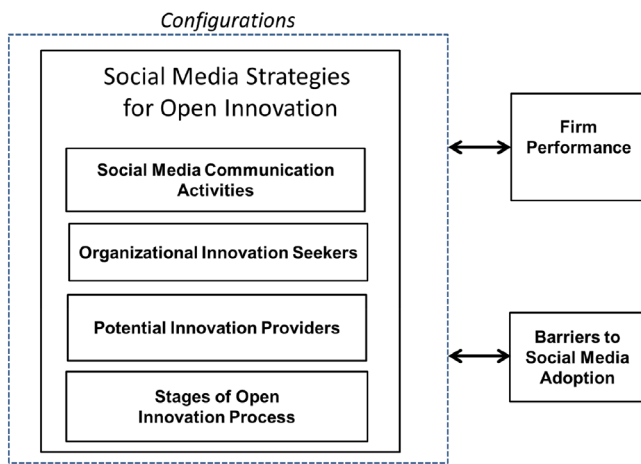 Configurations
Social Media Strategies
for Open Innovation
Social Media Communication
Activities
Organizational Innovation Seekers
Potential Innovation Providers
Stages of Open
Innovation Process
Firm
Performance
Barriers to
Social Media
Adoption